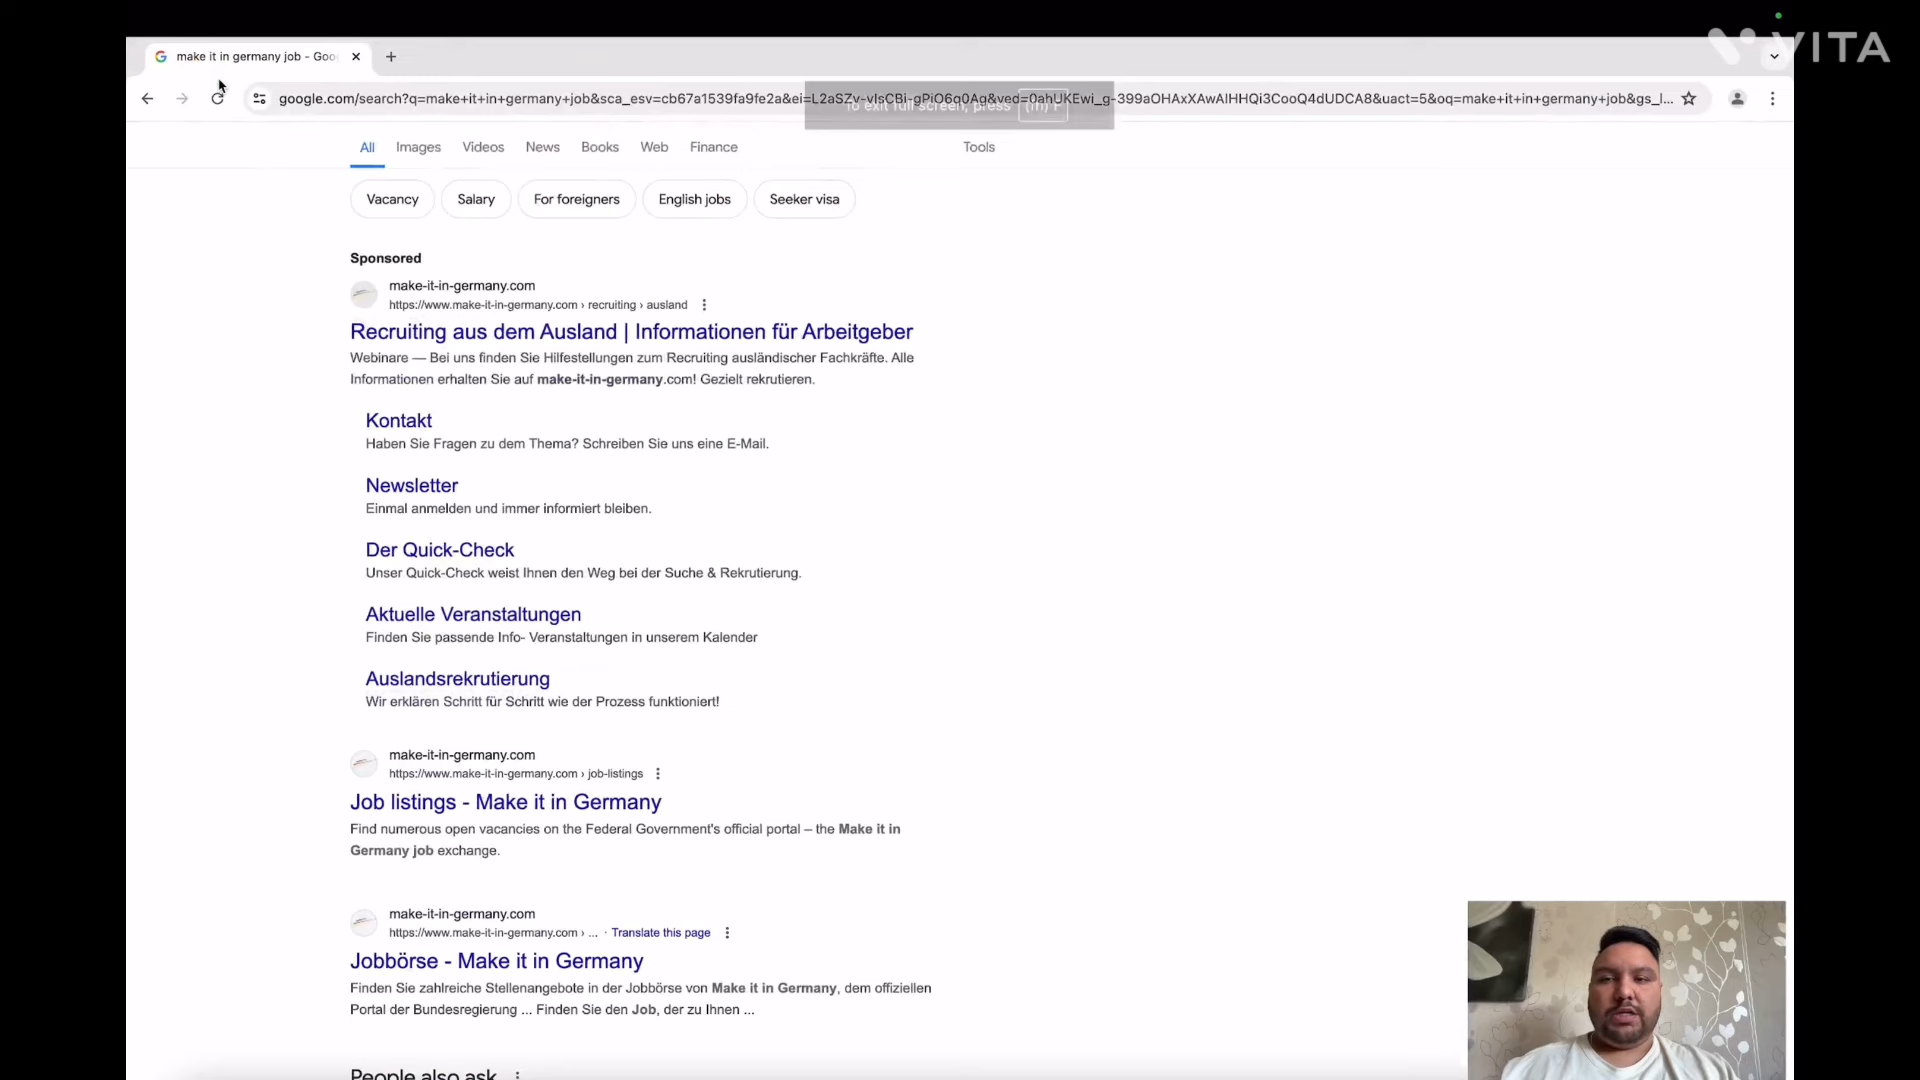 VITA
make it in germany job - Goo
google.com/search?q=make+it+in+germany+job&sca_esv=cb67a1539fa9fe2a&ei=L2aSZv-vIsCBi-gPiO6q0Ag&ved=0ahUKEwi_g-399aOHAxXAwAIHHQi3CooQ4dUDCA8&uact=5&oq=make+it+in+germany+job&gs_l...
To exit full screen, press (fn) F
All Images Videos News Books Web Finance Tools
Vacancy Salary For foreigners English jobs Seeker visa
Sponsored
make-it-in-germany.com
https://www.make-it-in-germany.com › recruiting › ausland
Recruiting aus dem Ausland | Informationen für Arbeitgeber
Webinare — Bei uns finden Sie Hilfestellungen zum Recruiting ausländischer Fachkräfte. Alle
Informationen erhalten Sie auf make-it-in-germany.com! Gezielt rekrutieren.
Kontakt
Haben Sie Fragen zu dem Thema? Schreiben Sie uns eine E-Mail.
Newsletter
Einmal anmelden und immer informiert bleiben.
Der Quick-Check
Unser Quick-Check weist Ihnen den Weg bei der Suche & Rekrutierung.
Aktuelle Veranstaltungen
Finden Sie passende Info- Veranstaltungen in unserem Kalender
Auslandsrekrutierung
Wir erklären Schritt für Schritt wie der Prozess funktioniert!
make-it-in-germany.com
https://www.make-it-in-germany.com › job-listings
Job listings - Make it in Germany
Find numerous open vacancies on the Federal Government's official portal – the Make it in
Germany job exchange.
make-it-in-germany.com
https://www.make-it-in-germany.com › ... · Translate this page
Jobbörse - Make it in Germany
Finden Sie zahlreiche Stellenangebote in der Jobbörse von Make it in Germany, dem offiziellen
Portal der Bundesregierung ... Finden Sie den Job, der zu Ihnen ...
People also ask